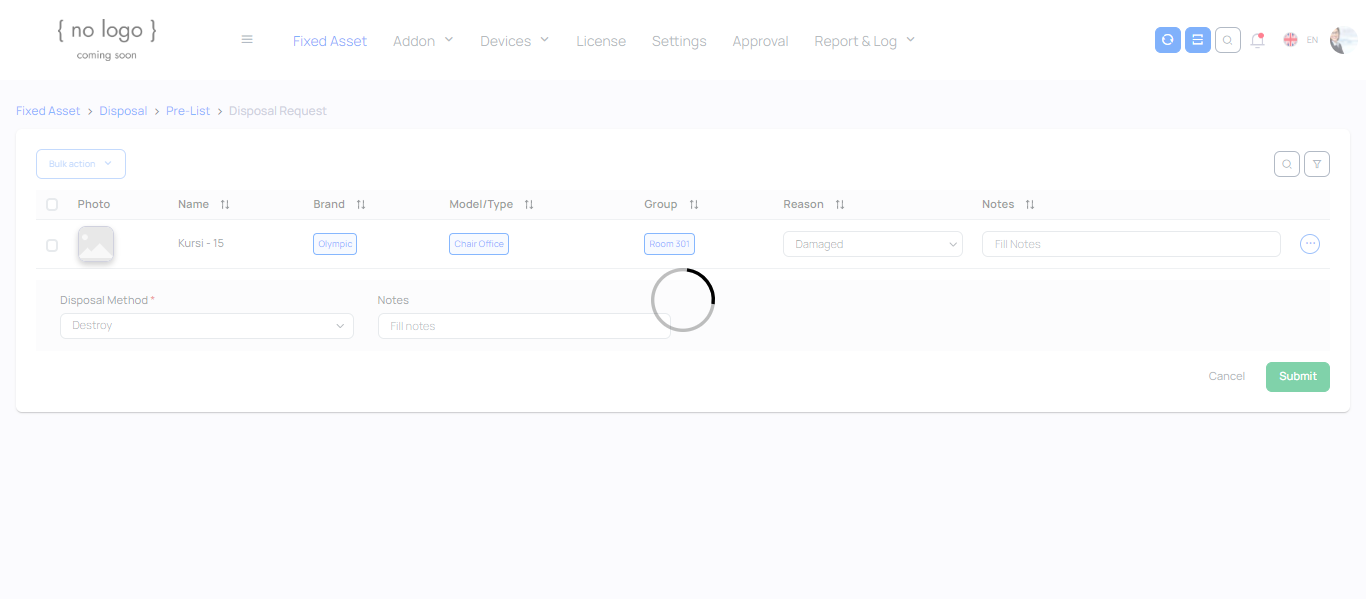 { no logo }
coming soon
Fixed Asset Addon Devices License Settings Approval Report & Log EN
Fixed Asset > Disposal > Pre-List > Disposal Request
Bulk action
Photo Name Brand Model/Type Group Reason Notes
Kursi - 15 Olympic Chair Office Room 301 Damaged Fill Notes
Disposal Method * Notes
Destroy Fill notes
Cancel Submit